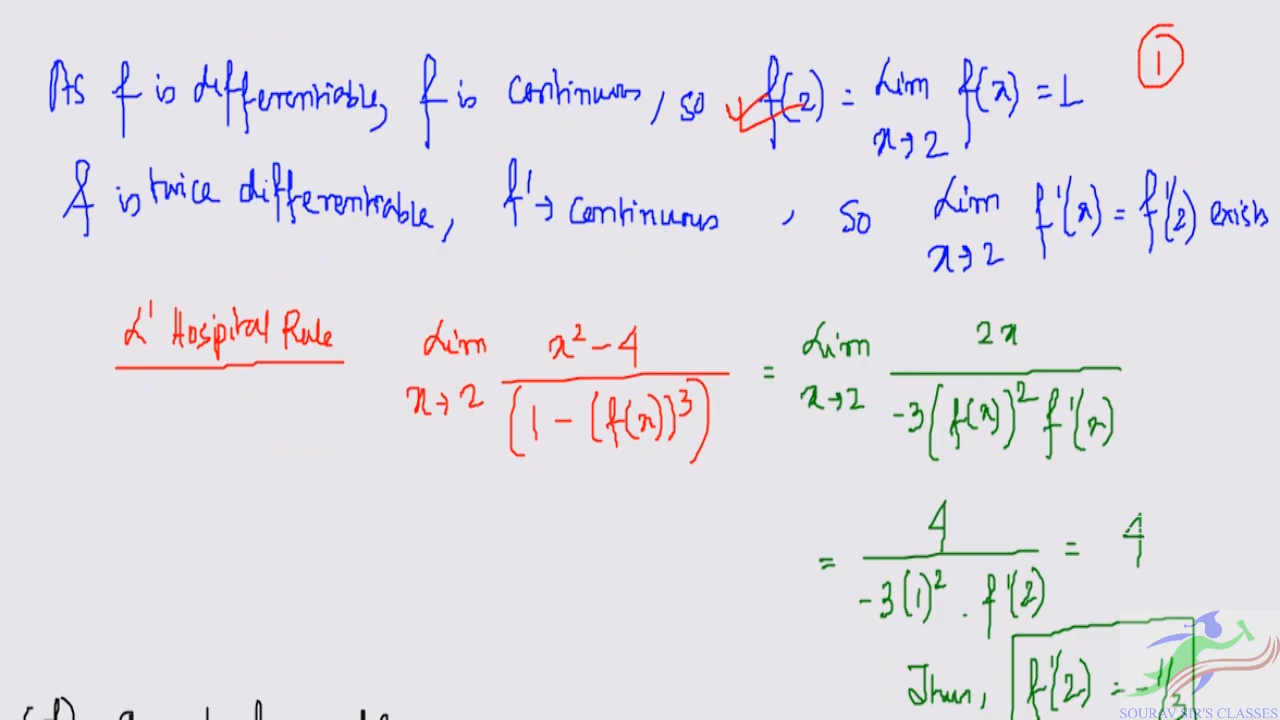 ①
As f is differentiable, f is continuous, so f(2) = Lim x→2 f(x) = 1
f is twice differentiable, f' → continuous, so Lim x→2 f'(x) = f'(2) exists
L' Hospital Rule Lim x→2 x² - 4 / (1 - (f(x))³) = Lim x→2 2x / -3(f(x))² f'(x)
= 4 / -3(1)² . f'(2) = 4
Thus, f'(2) = -1/3
SOURAV SIR'S CLASSES